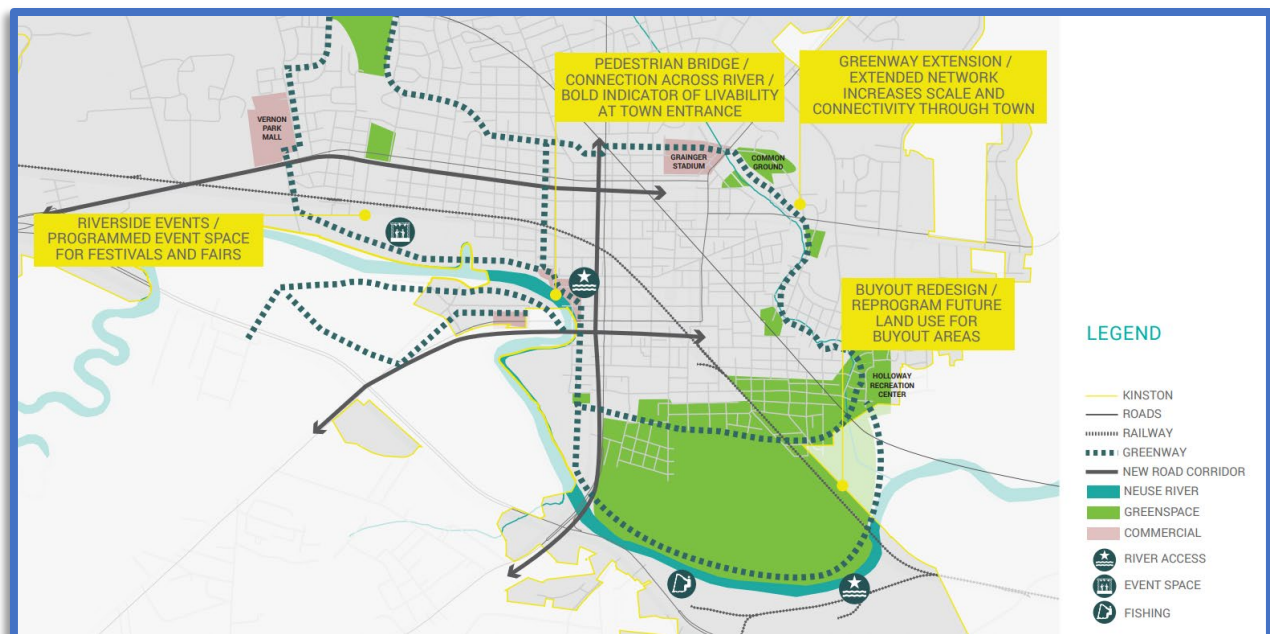 PEDESTRIAN BRIDGE /
CONNECTION ACROSS RIVER /
BOLD INDICATOR OF LIVABILITY
AT TOWN ENTRANCE
GREENWAY EXTENSION /
EXTENDED NETWORK
INCREASES SCALE AND
CONNECTIVITY THROUGH TOWN
VERNON
PARK
MALL
GRAINGER
STADIUM
COMMON
GROUND
RIVERSIDE EVENTS /
PROGRAMMED EVENT SPACE
FOR FESTIVALS AND FAIRS
BUYOUT REDESIGN /
REPROGRAM FUTURE
LAND USE FOR
BUYOUT AREAS
HOLLOWAY
RECREATION
CENTER
LEGEND
KINSTON
ROADS
RAILWAY
GREENWAY
NEW ROAD CORRIDOR
NEUSE RIVER
GREENSPACE
COMMERCIAL
RIVER ACCESS
EVENT SPACE
FISHING